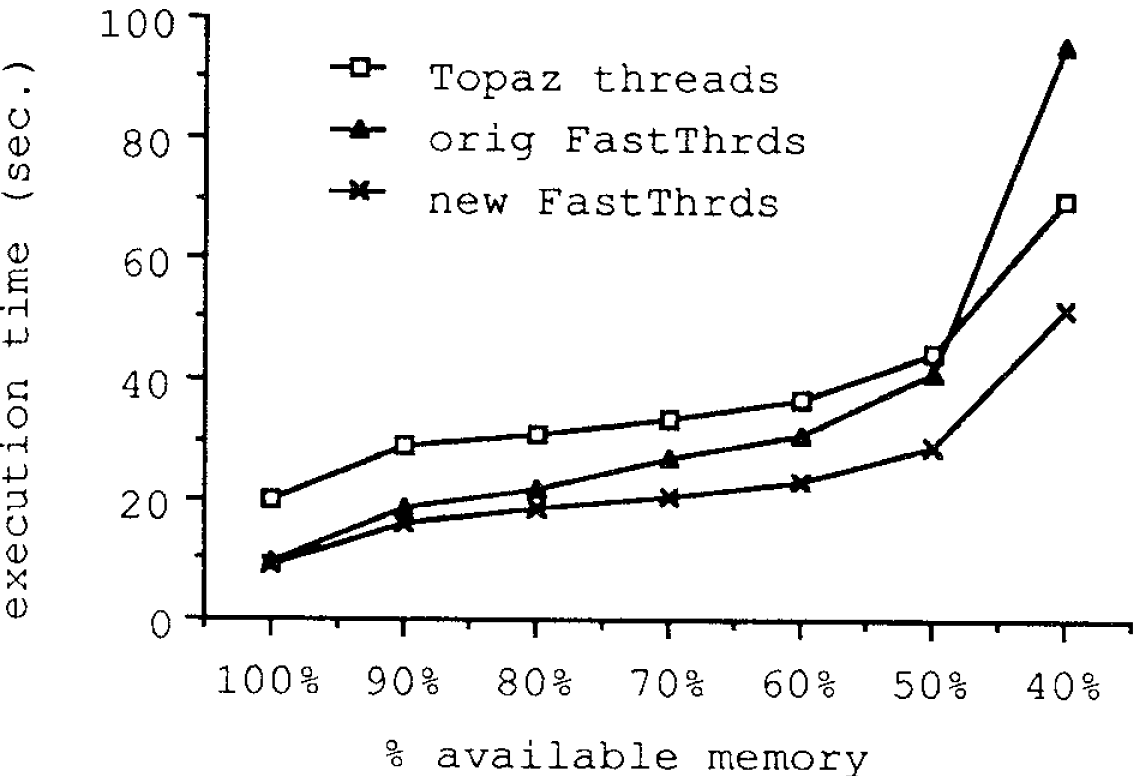 100
80
60
40
20
0
execution time (sec.)
Topaz threads
orig FastThrds
new FastThrds
100% 90% 80% 70% 60% 50% 40%
% available memory